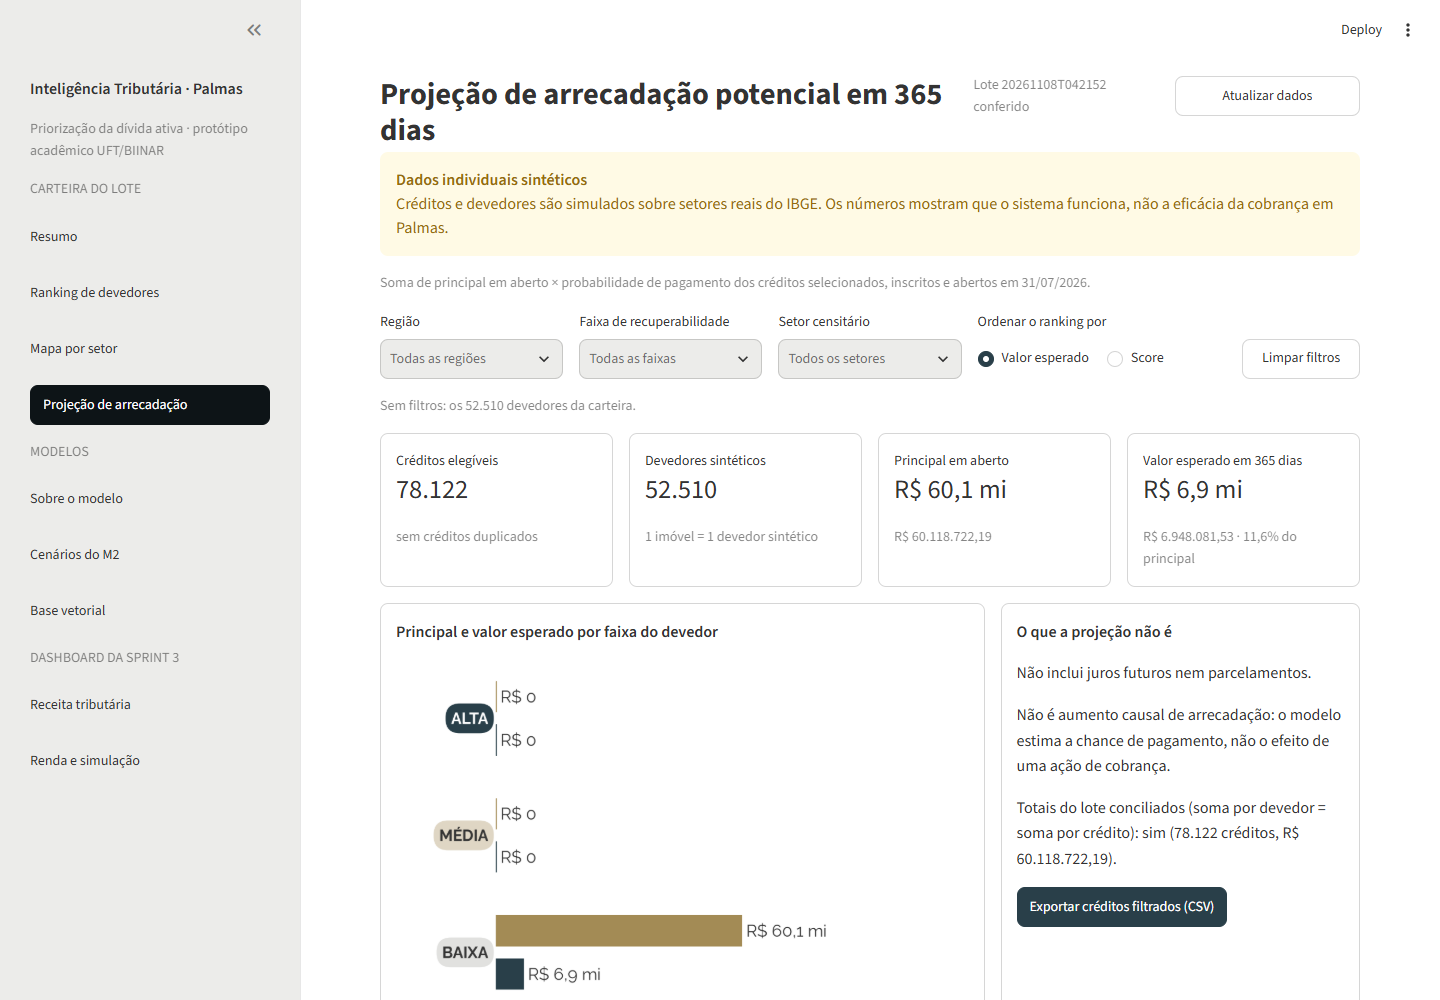 Deploy
Inteligência Tributária · Palmas
Priorização da dívida ativa · protótipo
acadêmico UFT/BIINAR
CARTEIRA DO LOTE
Resumo
Ranking de devedores
Mapa por setor
Projeção de arrecadação
MODELOS
Sobre o modelo
Cenários do M2
Base vetorial
DASHBOARD DA SPRINT 3
Receita tributária
Renda e simulação
Projeção de arrecadação potencial em 365
dias
Lote 20261108T042152
conferido
Atualizar dados
Dados individuais sintéticos
Créditos e devedores são simulados sobre setores reais do IBGE. Os números mostram que o sistema funciona, não a eficácia da cobrança em
Palmas.
Soma de principal em aberto × probabilidade de pagamento dos créditos selecionados, inscritos e abertos em 31/07/2026.
Região
Faixa de recuperabilidade
Setor censitário
Ordenar o ranking por
Todas as regiões
Todas as faixas
Todos os setores
Valor esperado
Score
Limpar filtros
Sem filtros: os 52.510 devedores da carteira.
Créditos elegíveis
78.122
sem créditos duplicados
Devedores sintéticos
52.510
1 imóvel = 1 devedor sintético
Principal em aberto
R$ 60,1 mi
R$ 60.118.722,19
Valor esperado em 365 dias
R$ 6,9 mi
R$ 6.948.081,53 · 11,6% do
principal
Principal e valor esperado por faixa do devedor
ALTA
R$ 0
R$ 0
MÉDIA
R$ 0
R$ 0
BAIXA
R$ 60,1 mi
R$ 6,9 mi
O que a projeção não é
Não inclui juros futuros nem parcelamentos.
Não é aumento causal de arrecadação: o modelo
estima a chance de pagamento, não o efeito de
uma ação de cobrança.
Totais do lote conciliados (soma por devedor =
soma por crédito): sim (78.122 créditos, R$
60.118.722,19).
Exportar créditos filtrados (CSV)